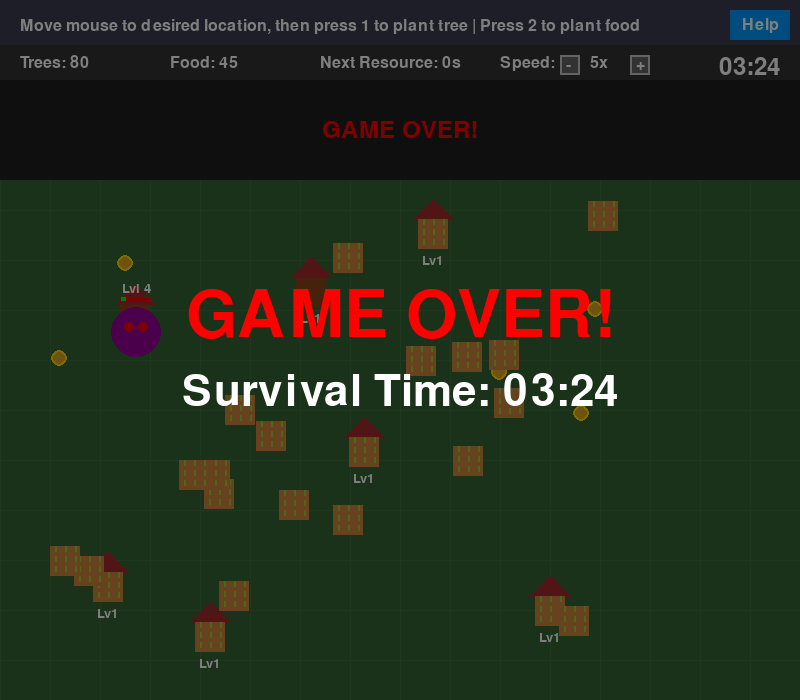 Move mouse to desired location, then press 1 to plant tree | Press 2 to plant food
Help
Trees: 80
Food: 45
Next Resource: 0s
Speed: - 5x +
03:24
GAME OVER!
Lv1
Lvl 4
GAME OVER!
Survival Time: 03:24
Lv1
Lv1
Lv1
Lv1